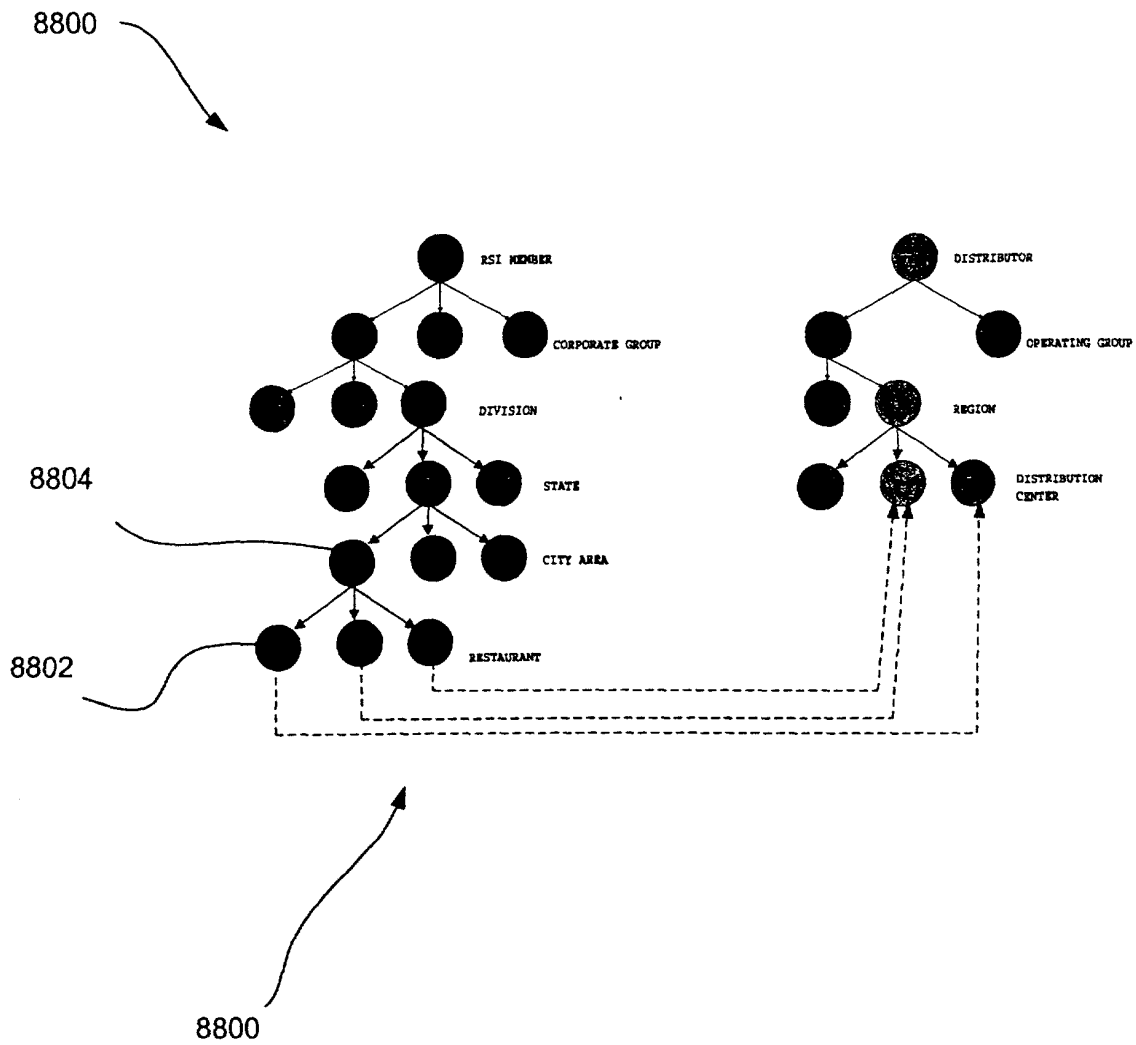 8800
RSI MEMBER
DISTRIBUTOR
CORPORATE GROUP
OPERATING GROUP
DIVISION
REGION
8804
STATE
DISTRIBUTION
CENTER
CITY AREA
8802
RESTAURANT
8800